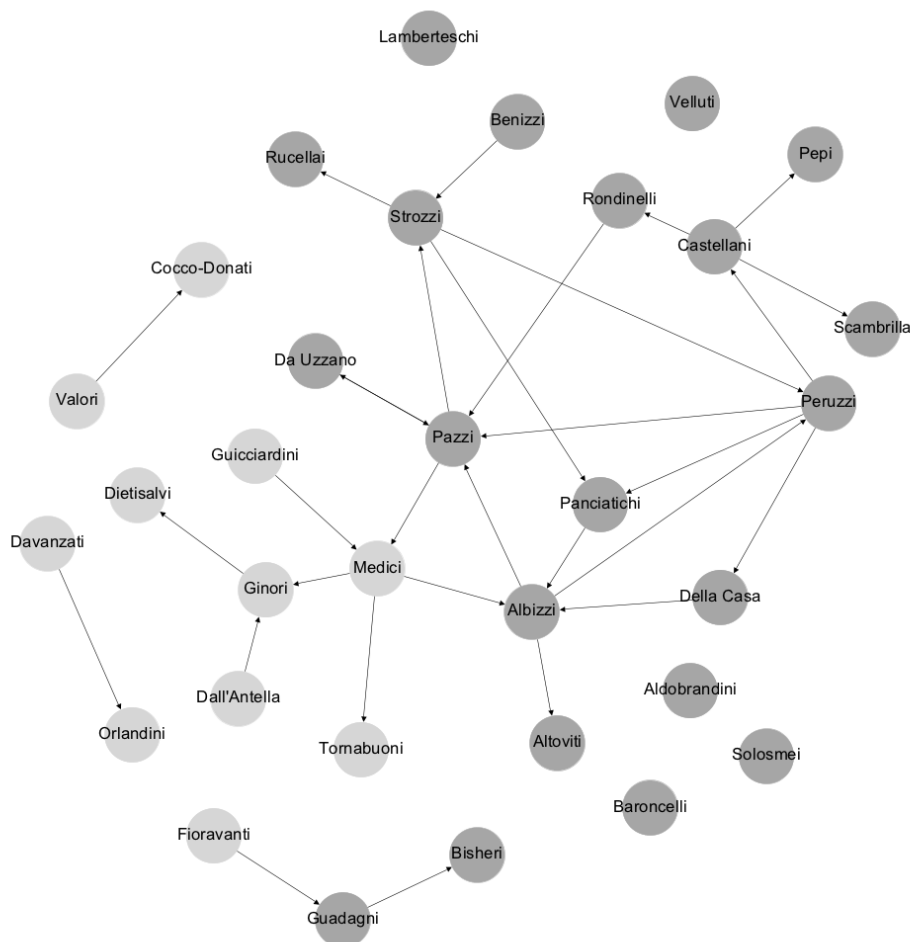 Lamberteschi
Velluti
Benizzi
Pepi
Rucellai
Rondinelli
Strozzi
Castellani
Cocco-Donati
Scambrilla
Da Uzzano
Valori
Peruzzi
Pazzi
Guicciardini
Dietisalvi
Panciatichi
Davanzati
Medici
Ginori
Della Casa
Albizzi
Aldobrandini
Dall'Antella
Orlandini
Tornabuoni
Altoviti
Solosmei
Baroncelli
Fioravanti
Bisheri
Guadagni